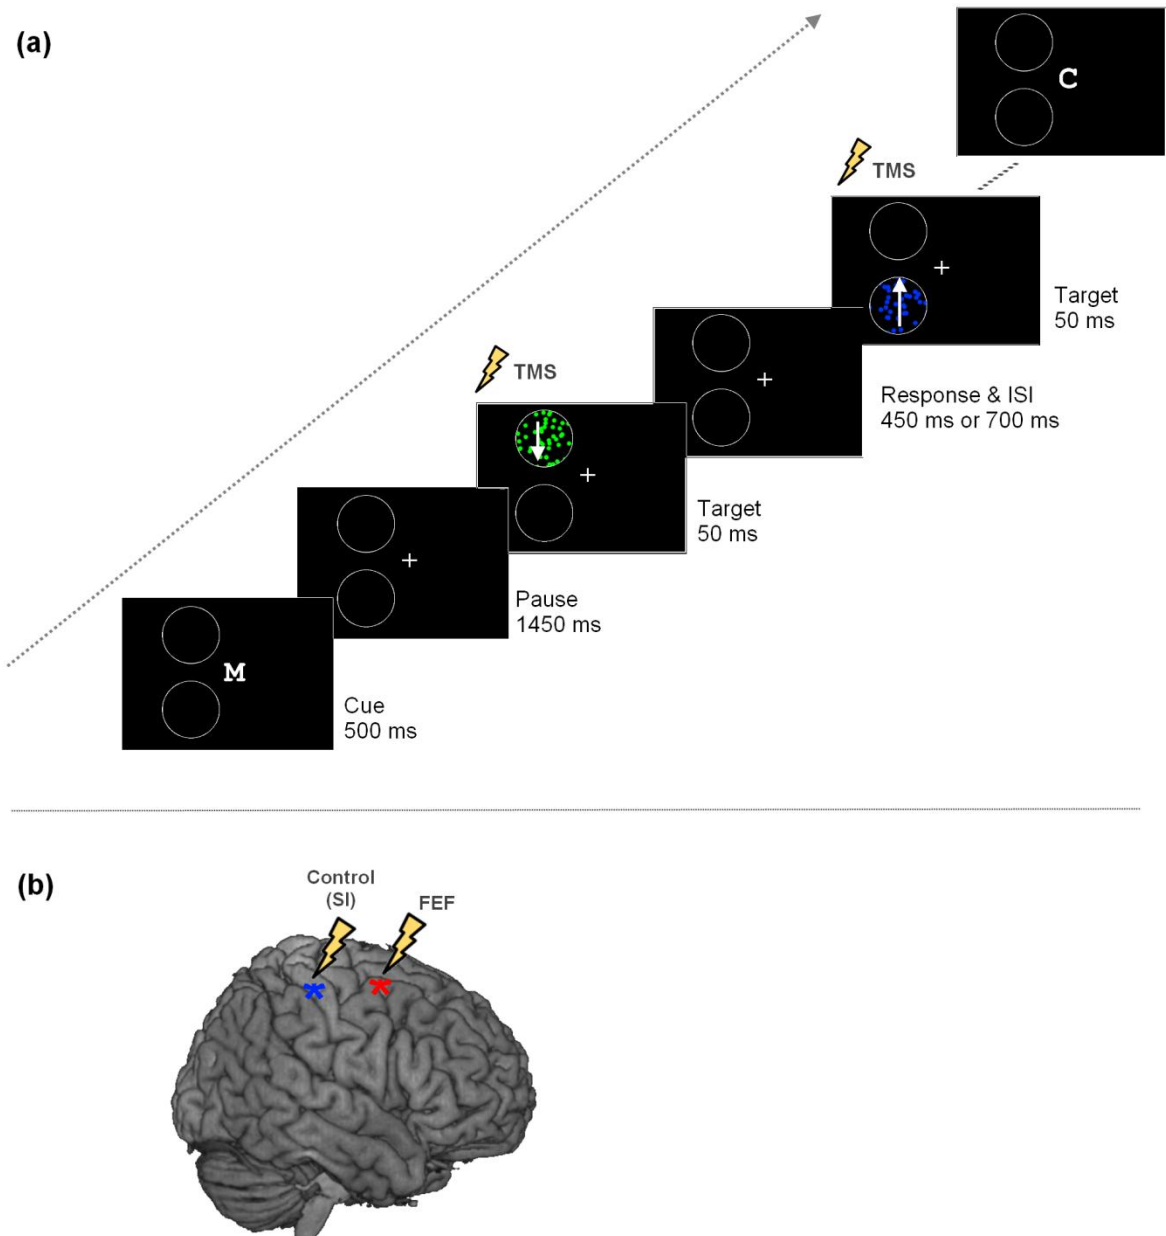 (a)
C
TMS
Target
50 ms
Response & ISI
450 ms or 700 ms
TMS
Target
50 ms
Pause
1450 ms
M
Cue
500 ms
(b)
Control
(SI)
FEF